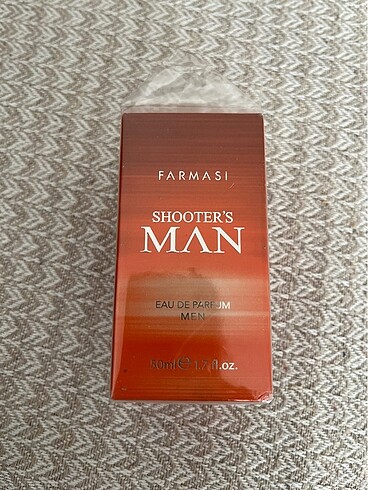 FARMASI
SHOOTER'S
MAN
EAU DE PARFUM
MEN
50ml℮ 1.7 fl.oz.